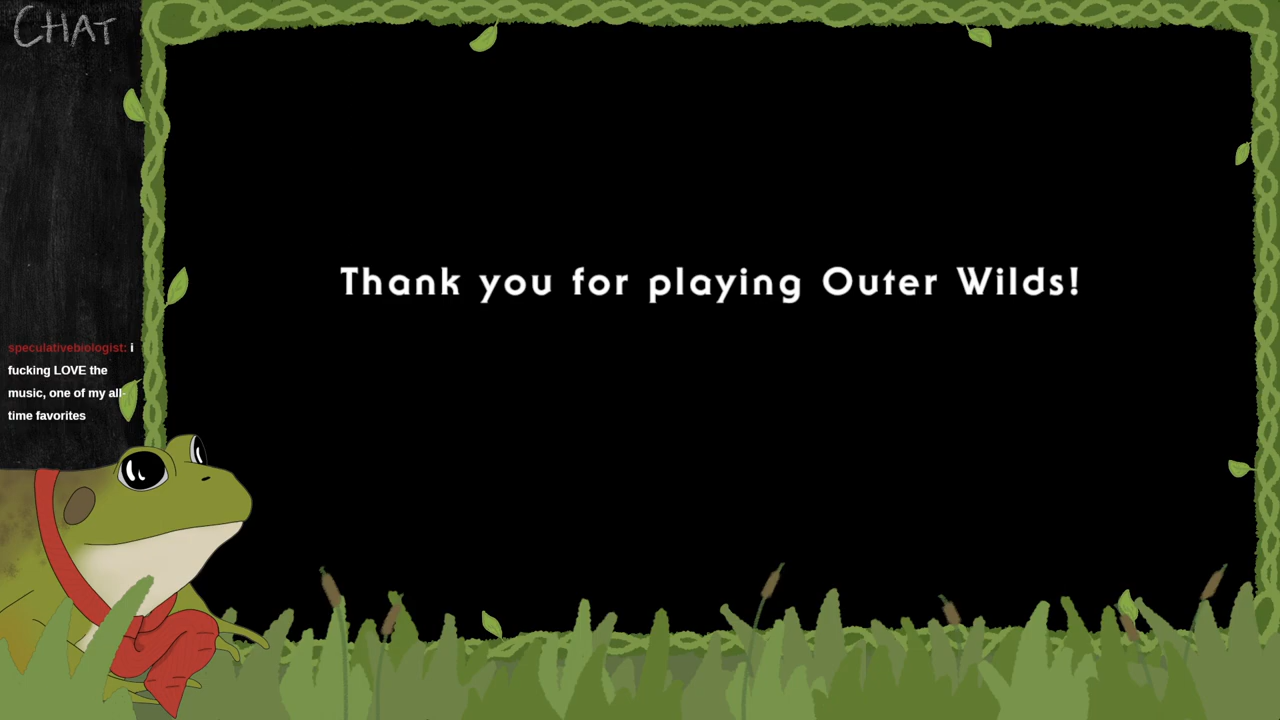 CHAT
Thank you for playing Outer Wilds!
speculativebiologist: i
fucking LOVE the
music, one of my all-
time favorites